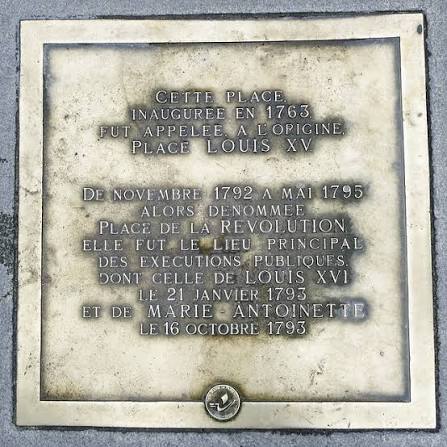 CETTE PLACE,
INAUGUREE EN 1763,
FUT APPELEE, A L'ORIGINE,
PLACE LOUIS XV
DE NOVEMBRE 1792 A MAI 1795
ALORS DENOMMEE
PLACE DE LA REVOLUTION
ELLE FUT LE LIEU PRINCIPAL
DES EXECUTIONS PUBLIQUES,
DONT CELLE DE LOUIS XVI
LE 21 JANVIER 1793
ET DE MARIE - ANTOINETTE
LE 16 OCTOBRE 1793